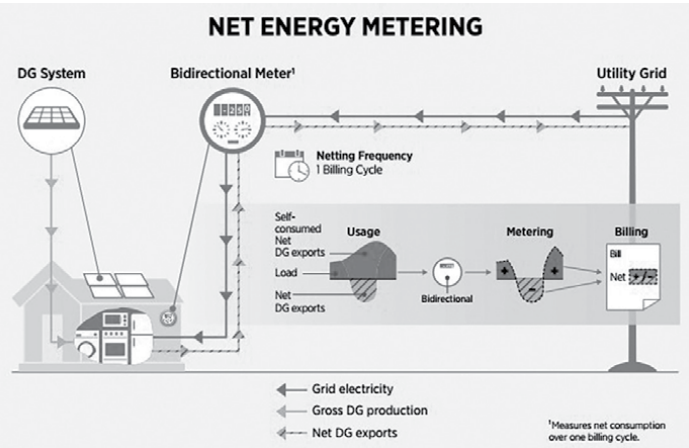 NET ENERGY METERING
DG System
Bidirectional Meter¹
Utility Grid
Netting Frequency
1 Billing Cycle
Self-
consumed
Net
DG exports
Load
Net
DG exports
Usage
Bidirectional
Metering
+
-
+
Billing
Bill
Net +/-
Grid electricity
Gross DG production
Net DG exports
¹Measures net consumption
over one billing cycle.